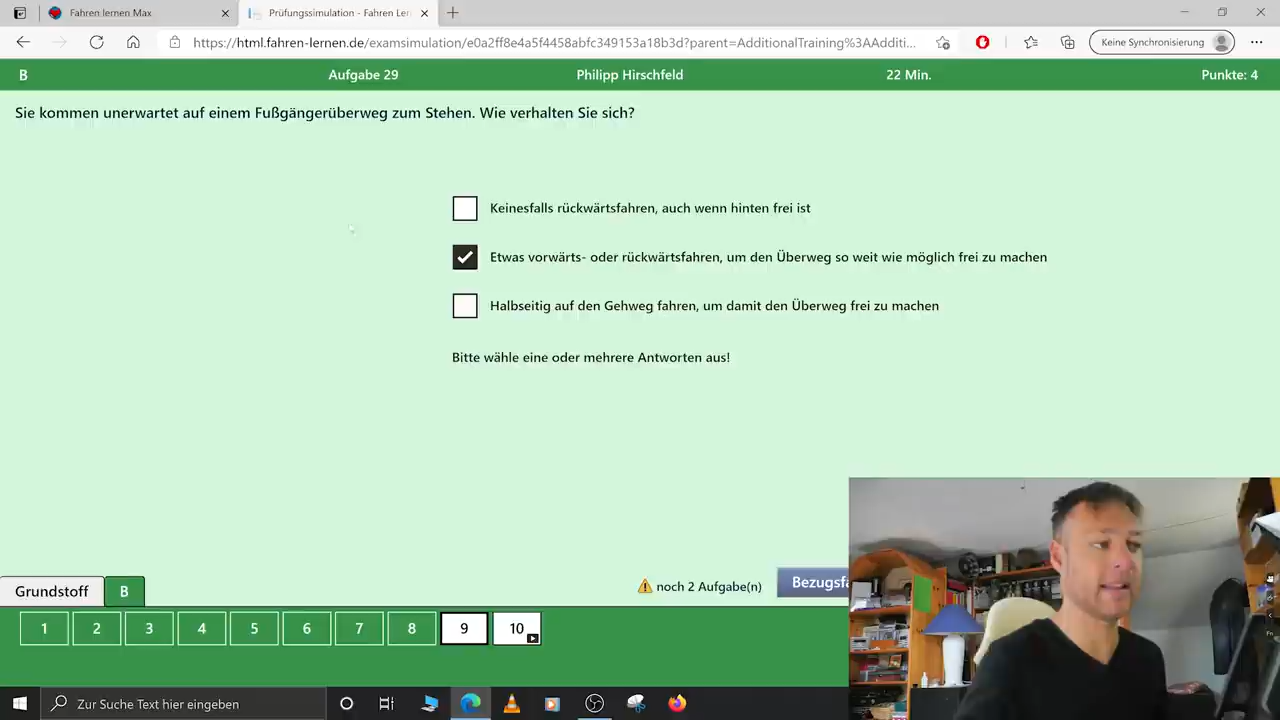 Fahren lernen Max
Prüfungssimulation - Fahren Ler
https://html.fahren-lernen.de/examsimulation/e0a2ff8e4a5f4458abfc349153a18b3d?parent=AdditionalTraining%3AAdditi...
Keine Synchronisierung
B
Aufgabe 29
Philipp Hirschfeld
22 Min.
Punkte: 4
Sie kommen unerwartet auf einem Fußgängerüberweg zum Stehen. Wie verhalten Sie sich?
Keinesfalls rückwärtsfahren, auch wenn hinten frei ist
Etwas vorwärts- oder rückwärtsfahren, um den Überweg so weit wie möglich frei zu machen
Halbseitig auf den Gehweg fahren, um damit den Überweg frei zu machen
Bitte wähle eine oder mehrere Antworten aus!
Grundstoff
B
noch 2 Aufgabe(n)
Bezugsfa
1
2
3
4
5
6
7
8
9
10
Zur Suche Text hier eingeben